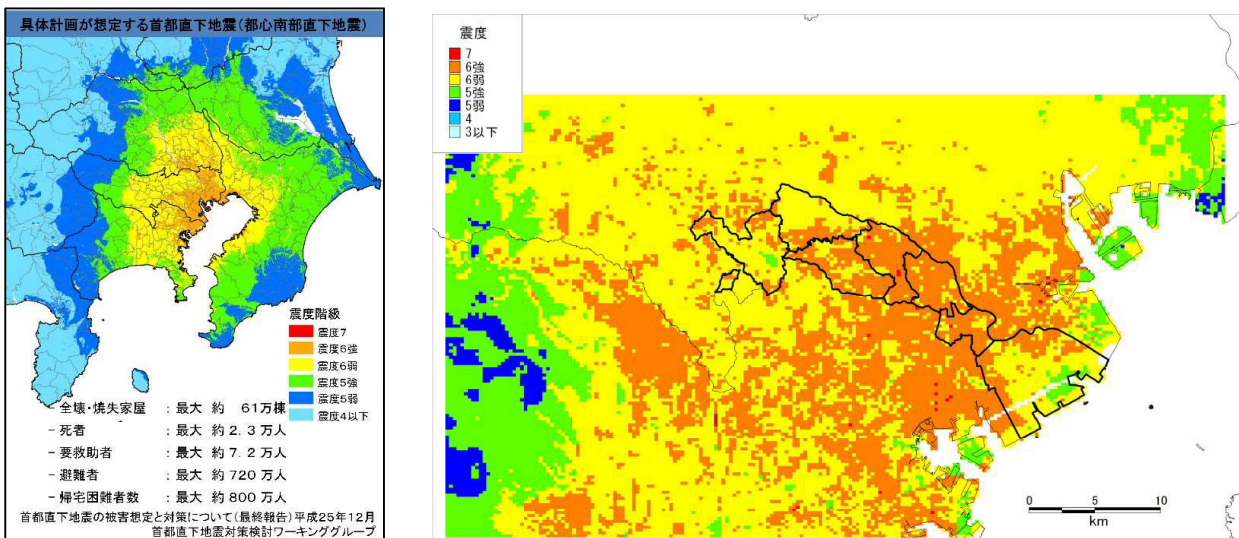 具体計画が想定する首都直下地震(都心南部直下地震)
震度階級
震度7
震度6強
震度6弱
震度5強
震度5弱
震度4以下
- 全壊・焼失家屋 : 最大 約 61万棟
- 死者 : 最大 約 2. 3 万人
- 要救助者 : 最大 約 7. 2 万人
- 避難者 : 最大 約 720 万人
- 帰宅困難者数 : 最大 約 800 万人
首都直下地震の被害想定と対策について(最終報告)平成25年12月
首都直下地震対策検討ワーキンググループ
震度
7
6強
6弱
5強
5弱
4
3以下
0 5 10
km